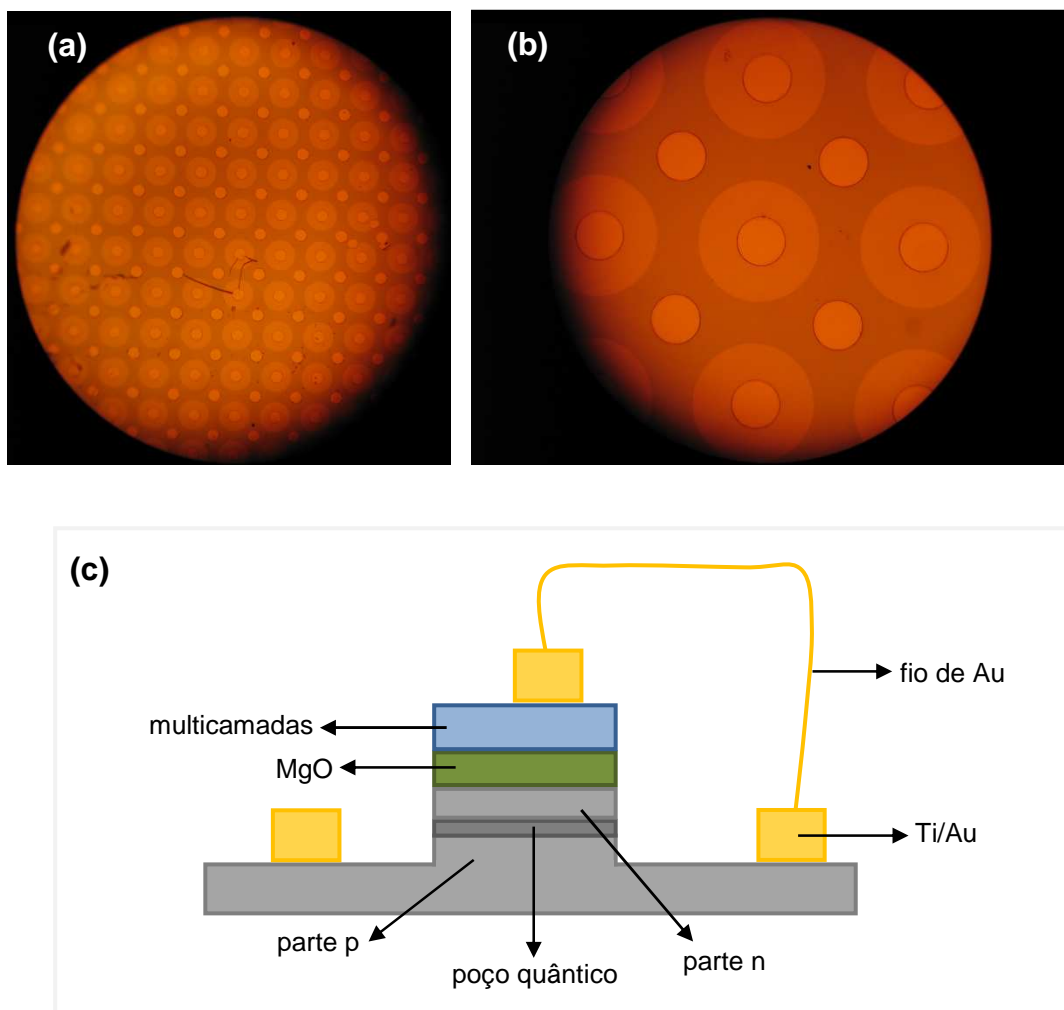 (a)
(b)
(c)
fio de Au
multicamadas
MgO
Ti/Au
parte p
poço quântico
parte n